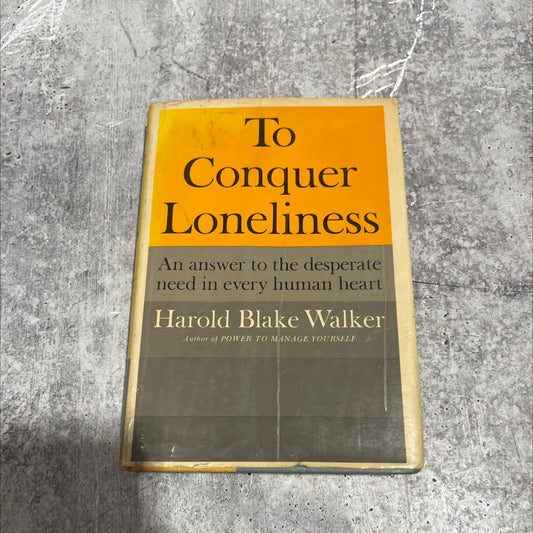 To
Conquer
Loneliness
An answer to the desperate
need in every human heart
Harold Blake Walker
Author of POWER TO MANAGE YOURSELF